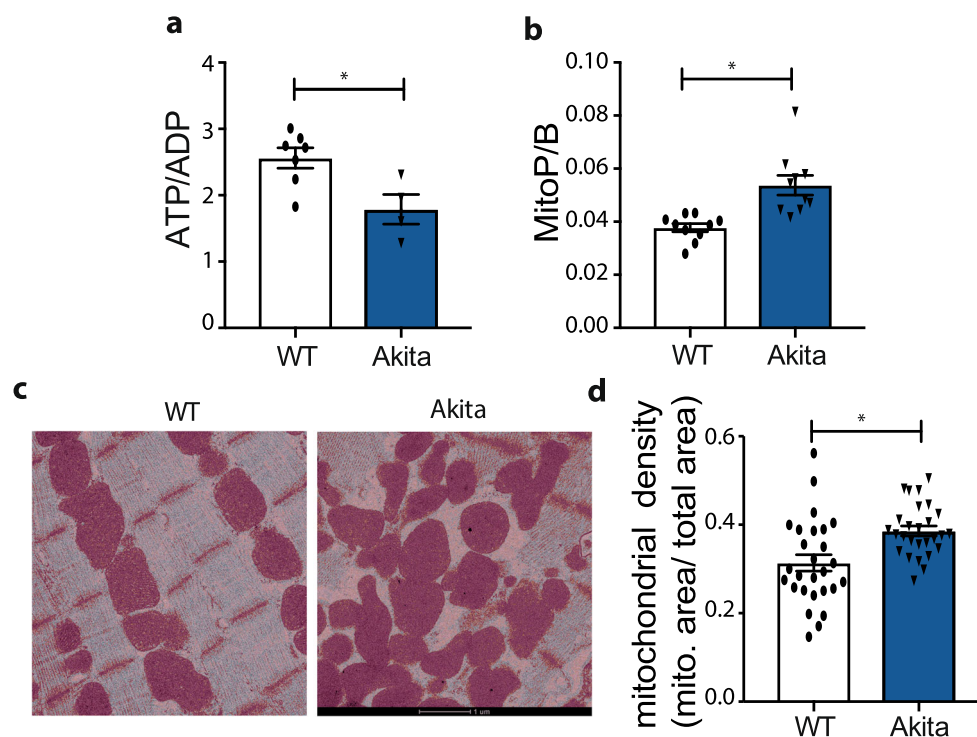 a
ATP/ADP
4
3
2
1
0
*
WT
Akita
b
MitoP/B
0.10
0.08
0.06
0.04
0.02
0.00
*
WT
Akita
c
WT
Akita
1 um
d
mitochondrial density
(mito. area/ total area)
0.6
0.4
0.2
0.0
*
WT
Akita